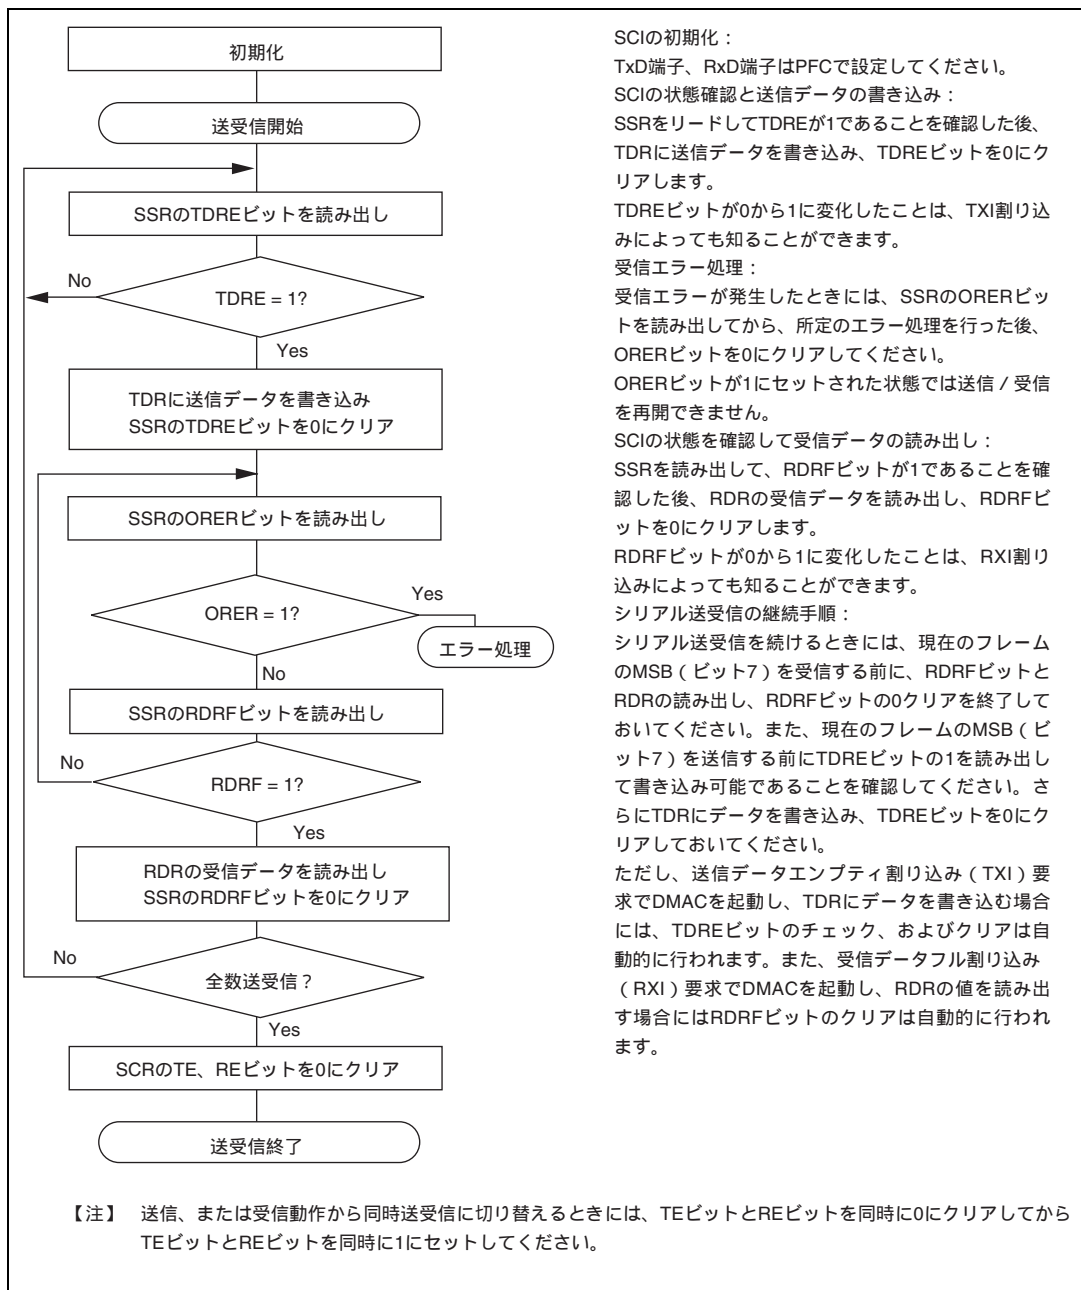 初期化
送受信開始
SSRのTDREビットを読み出し
No
TDRE = 1?
Yes
TDRに送信データを書き込み
SSRのTDREビットを0にクリア
SSRのORERビットを読み出し
Yes
ORER = 1?
エラー処理
No
SSRのRDRFビットを読み出し
No
RDRF = 1?
Yes
RDRの受信データを読み出し
SSRのRDRFビットを0にクリア
No
全数送受信?
Yes
SCRのTE、REビットを0にクリア
送受信終了
SCIの初期化:
TxD端子、RxD端子はPFCで設定してください。
SCIの状態確認と送信データの書き込み:
SSRをリードしてTDREが1であることを確認した後、
TDRに送信データを書き込み、TDREビットを0にク
リアします。
TDREビットが0から1に変化したことは、TXI割り込
みによっても知ることができます。
受信エラー処理:
受信エラーが発生したときには、SSRのORERビッ
トを読み出してから、所定のエラー処理を行った後、
ORERビットを0にクリアしてください。
ORERビットが1にセットされた状態では送信/受信
を再開できません。
SCIの状態を確認して受信データの読み出し:
SSRを読み出して、RDRFビットが1であることを確
認した後、RDRの受信データを読み出し、RDRFビ
ットを0にクリアします。
RDRFビットが0から1に変化したことは、RXI割り
込みによっても知ることができます。
シリアル送受信の継続手順:
シリアル送受信を続けるときには、現在のフレーム
のMSB(ビット7)を受信する前に、RDRFビットと
RDRの読み出し、RDRFビットの0クリアを終了して
おいてください。また、現在のフレームのMSB(ビ
ット7)を送信する前にTDREビットの1を読み出し
て書き込み可能であることを確認してください。さ
らにTDRにデータを書き込み、TDREビットを0にク
リアしておいてください。
ただし、送信データエンプティ割り込み(TXI)要
求でDMACを起動し、TDRにデータを書き込む場合
には、TDREビットのチェック、およびクリアは自
動的に行われます。また、受信データフル割り込み
(RXI)要求でDMACを起動し、RDRの値を読み出
す場合にはRDRFビットのクリアは自動的に行われ
ます。
【注】 送信、または受信動作から同時送受信に切り替えるときには、TEビットとREビットを同時に0にクリアしてから
TEビットとREビットを同時に1にセットしてください。